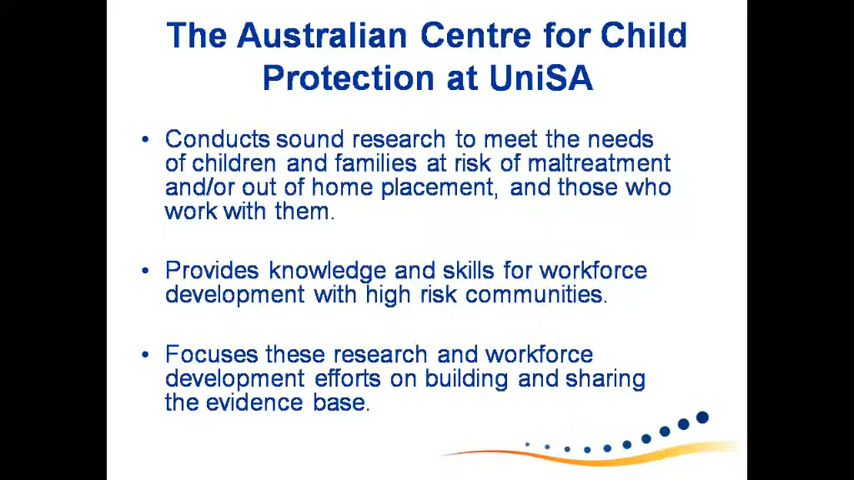 The Australian Centre for Child
Protection at UniSA
• Conducts sound research to meet the needs
of children and families at risk of maltreatment
and/or out of home placement, and those who
work with them.
• Provides knowledge and skills for workforce
development with high risk communities.
• Focuses these research and workforce
development efforts on building and sharing
the evidence base.